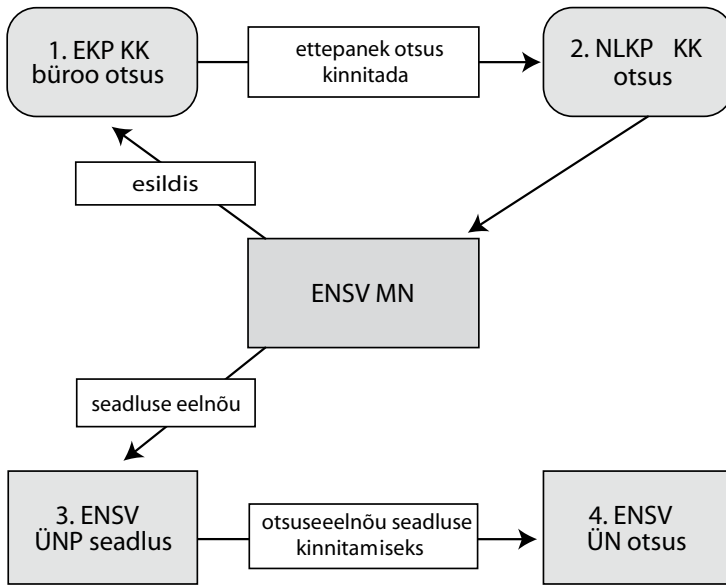 1. EKP KK
büroo otsus
ettepanek otsus
kinnitada
2. NLKP KK
otsus
esildis
ENSV MN
seadluse eelnõu
3. ENSV
ÜNP seadlus
otsuseeelnõu seadluse
kinnitamiseks
4. ENSV
ÜN otsus